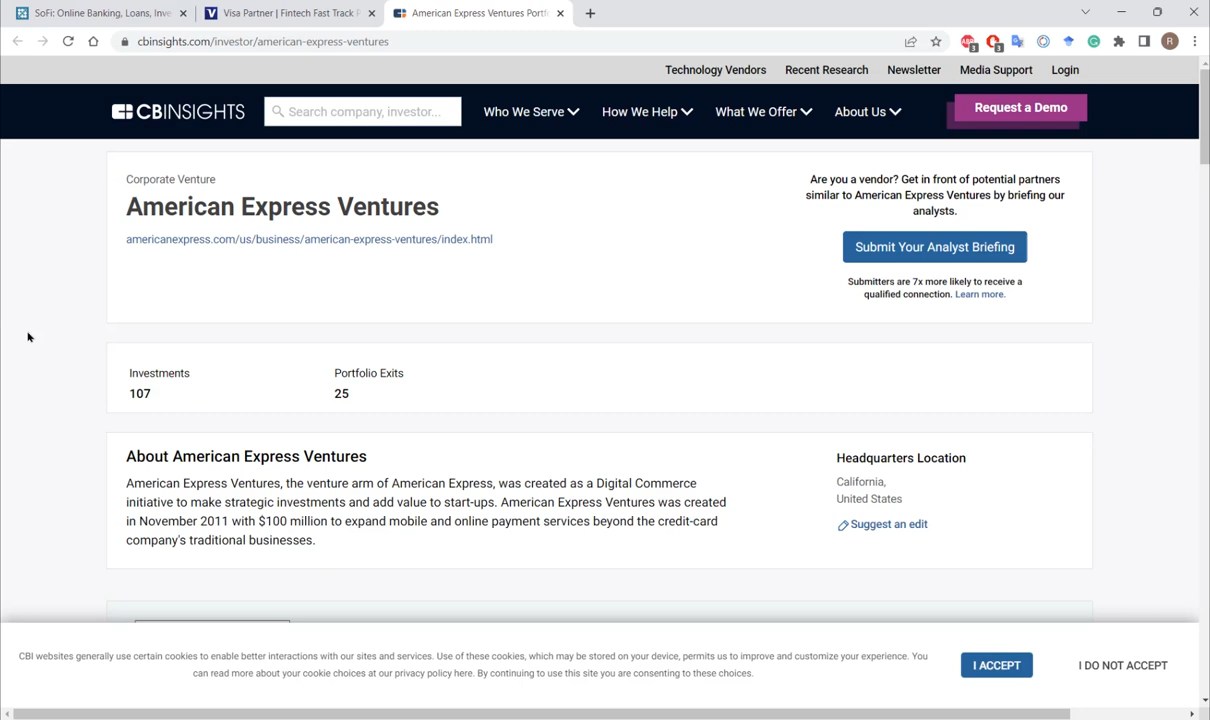 SoFi: Online Banking, Loans, Inve
Visa Partner | Fintech Fast Track P
American Express Ventures Portf
cbinsights.com/investor/american-express-ventures
R
Technology Vendors
Recent Research
Newsletter
Media Support
Login
CBINSIGHTS
Search company, investor...
Who We Serve
How We Help
What We Offer
About Us
Request a Demo
Corporate Venture
American Express Ventures
americanexpress.com/us/business/american-express-ventures/index.html
Are you a vendor? Get in front of potential partners
similar to American Express Ventures by briefing our
analysts.
Submit Your Analyst Briefing
Submitters are 7x more likely to receive a
qualified connection. Learn more.
Investments
107
Portfolio Exits
25
About American Express Ventures
American Express Ventures, the venture arm of American Express, was created as a Digital Commerce
initiative to make strategic investments and add value to start-ups. American Express Ventures was created
in November 2011 with $100 million to expand mobile and online payment services beyond the credit-card
company's traditional businesses.
Headquarters Location
California,
United States
Suggest an edit
CBI websites generally use certain cookies to enable better interactions with our sites and services. Use of these cookies, which may be stored on your device, permits us to improve and customize your experience. You
can read more about your cookie choices at our privacy policy here. By continuing to use this site you are consenting to these choices.
I ACCEPT
I DO NOT ACCEPT